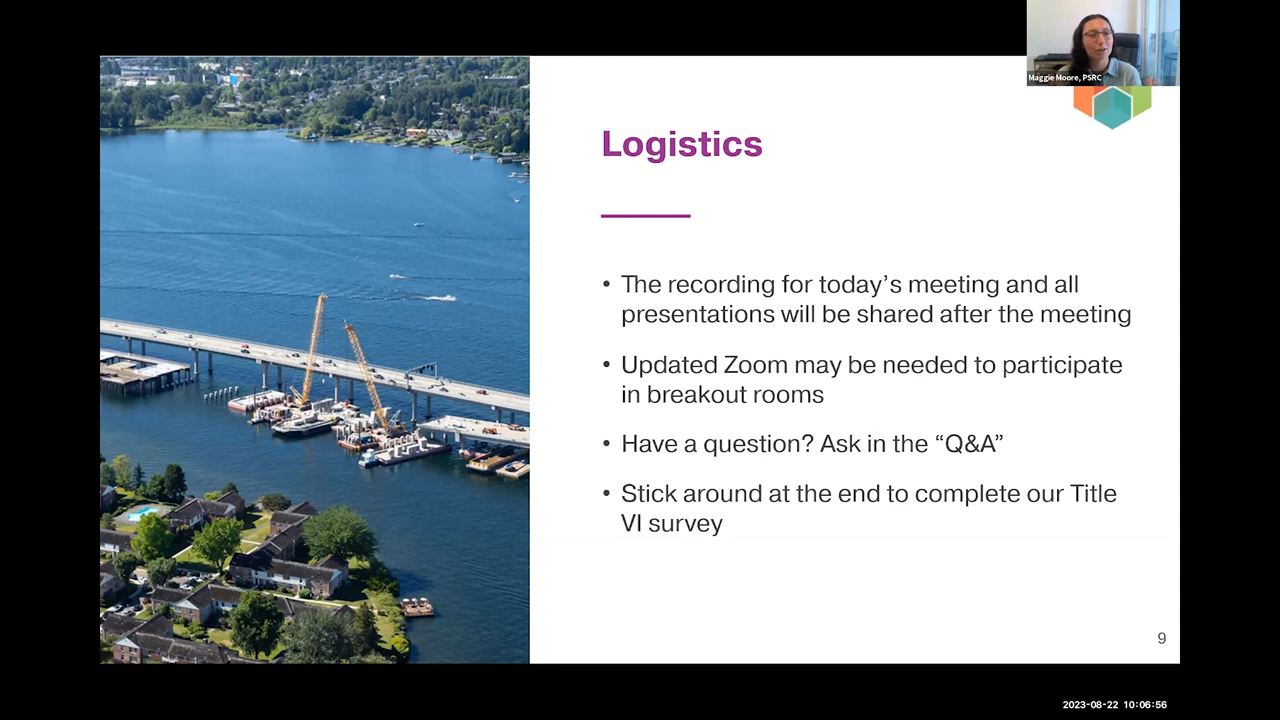 Maggie Moore, PSRC
Logistics
• The recording for today’s meeting and all
presentations will be shared after the meeting
• Updated Zoom may be needed to participate
in breakout rooms
• Have a question? Ask in the “Q&A”
• Stick around at the end to complete our Title
VI survey
9
2023-08-22 10:06:56